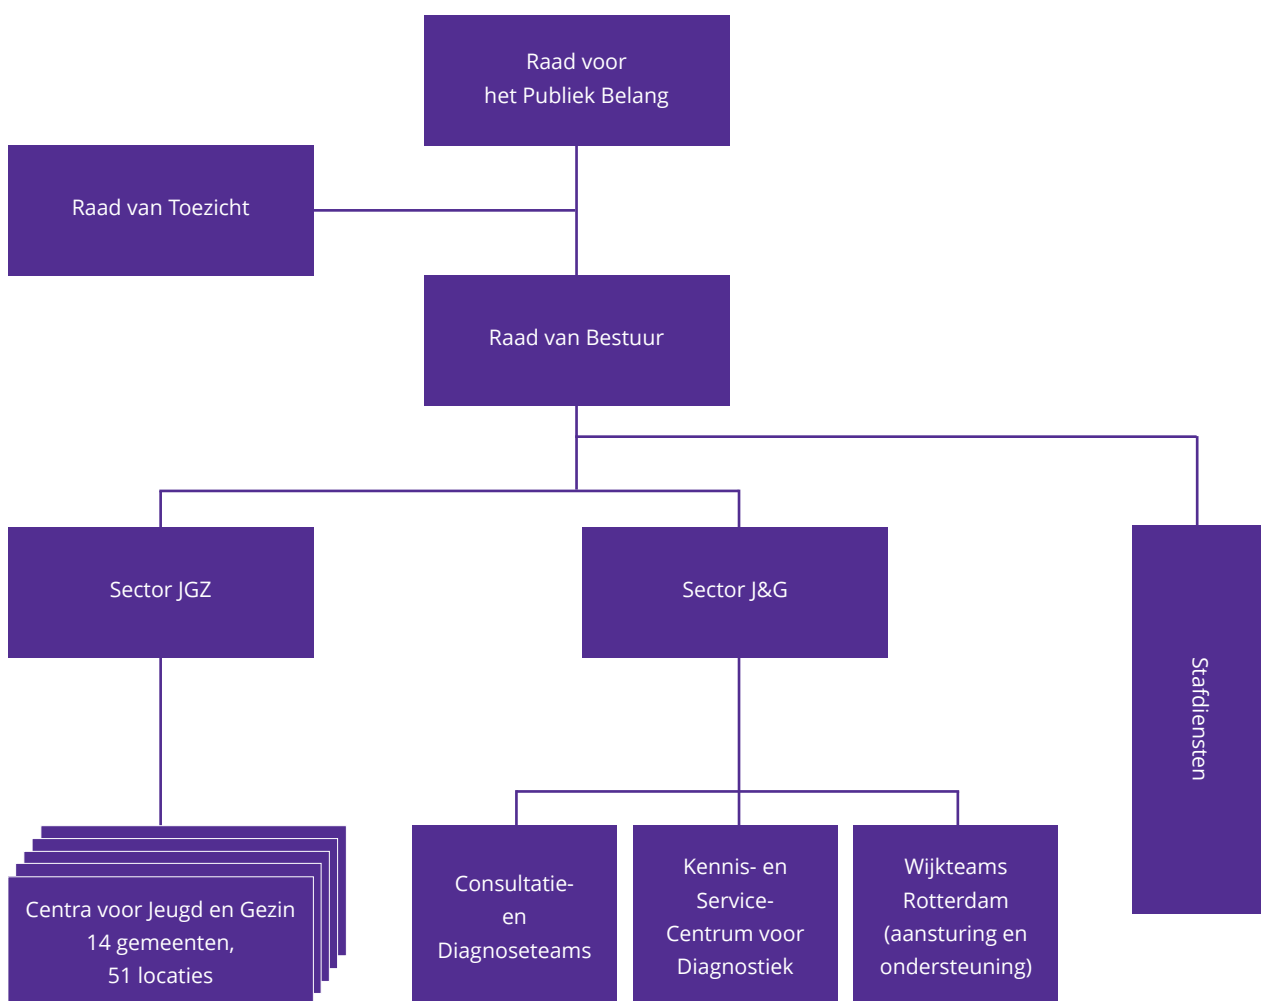 Raad voor
het Publiek Belang
Raad van Toezicht
Raad van Bestuur
Sector JGZ
Sector J&G
Stafdiensten
Centra voor Jeugd en Gezin
14 gemeenten,
51 locaties
Consultatie-
en
Diagnoseteams
Kennis- en
Service-
Centrum voor
Diagnostiek
Wijkteams
Rotterdam
(aansturing en
ondersteuning)